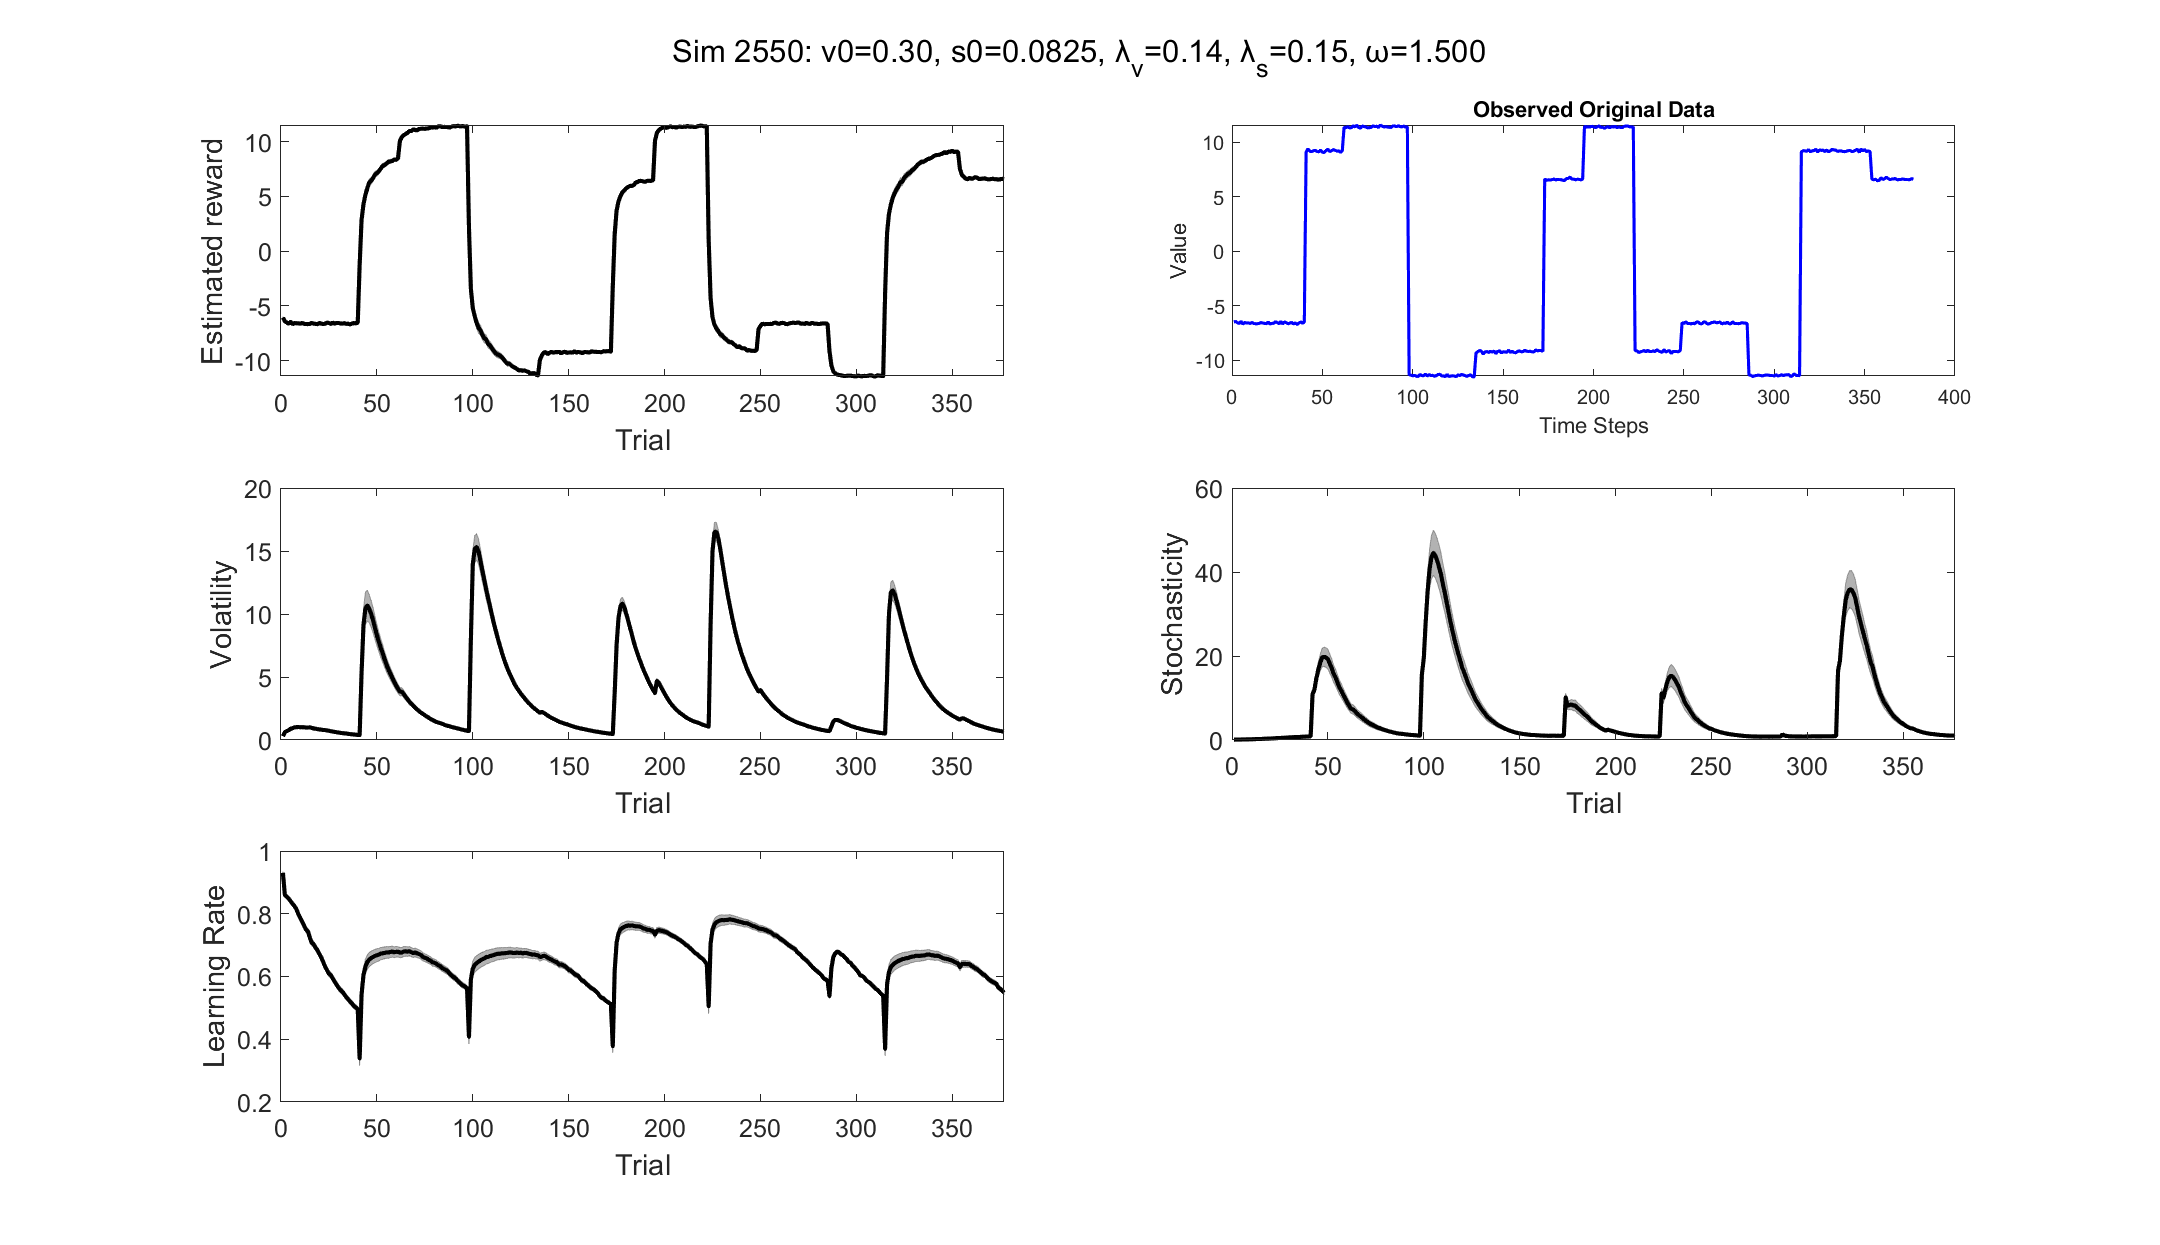 Sim 2550: v0=0.30, s0=0.0825, λv=0.14, λs=0.15, ω=1.500
Estimated reward
10
5
0
-5
-10
0 50 100 150 200 250 300 350
Trial
Observed Original Data
Value
10
5
0
-5
-10
0 50 100 150 200 250 300 350 400
Time Steps
Volatility
20
15
10
5
0
0 50 100 150 200 250 300 350
Trial
Stochasticity
60
40
20
0
0 50 100 150 200 250 300 350
Trial
Learning Rate
1
0.8
0.6
0.4
0.2
0 50 100 150 200 250 300 350
Trial